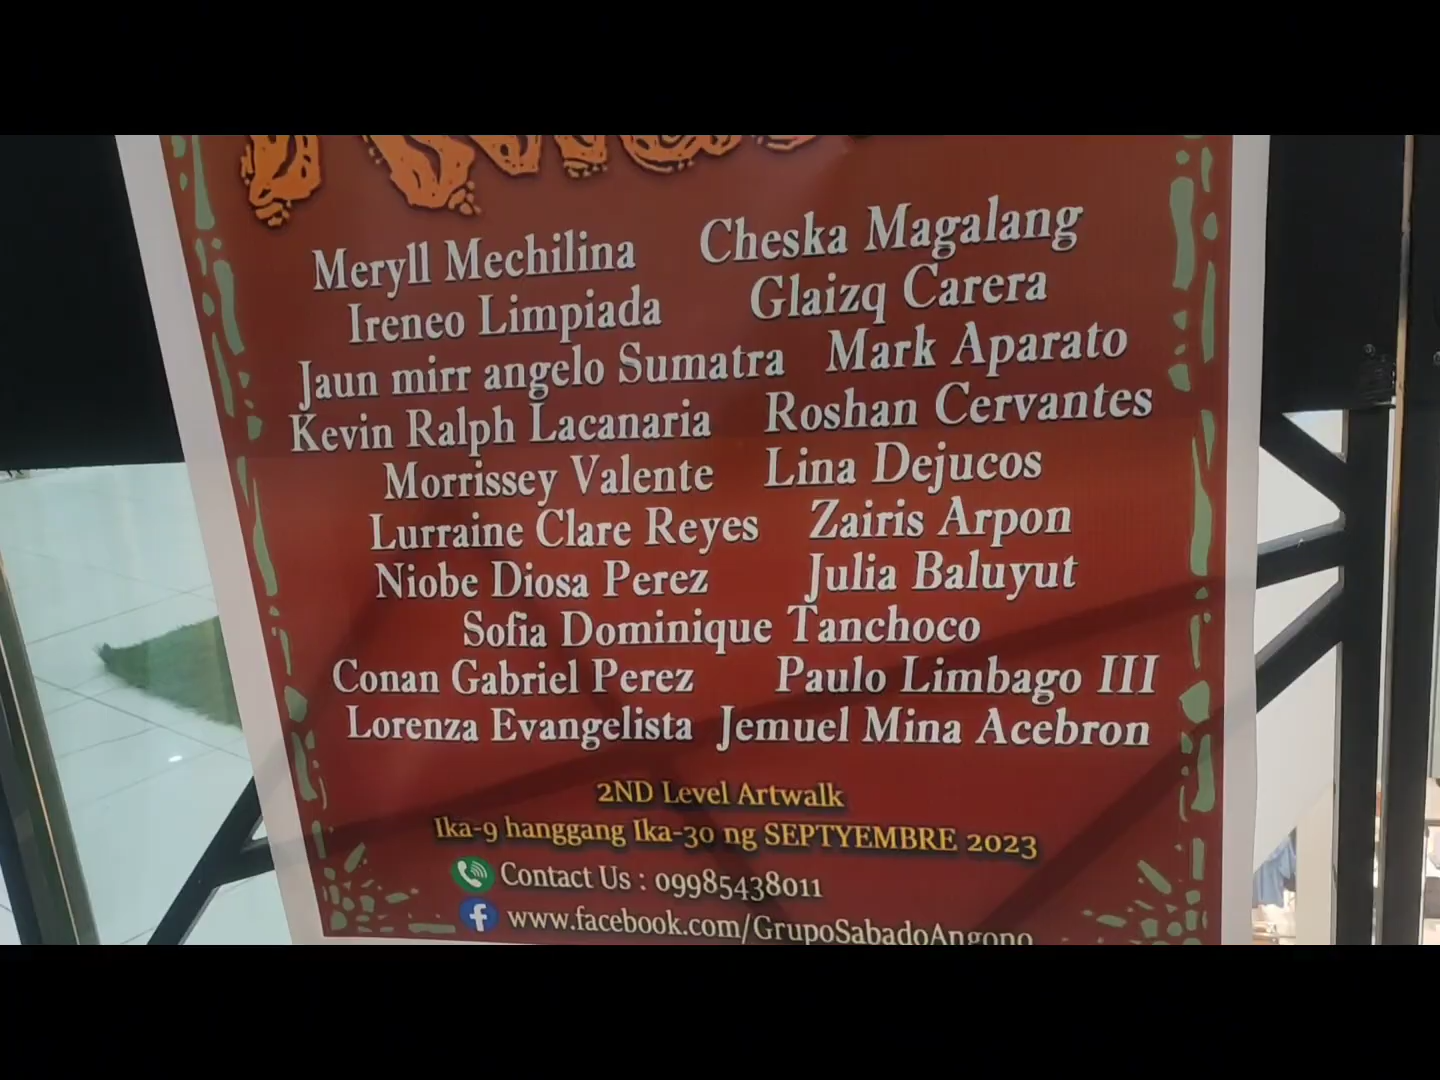 Meryll Mechilina Cheska Magalang
Ireneo Limpiada Glaizq Carera
Jaun mirr angelo Sumatra Mark Aparato
Kevin Ralph Lacanaria Roshan Cervantes
Morrissey Valente Lina Dejucos
Lurraine Clare Reyes Zairis Arpon
Niobe Diosa Perez Julia Baluyut
Sofia Dominique Tanchoco
Conan Gabriel Perez Paulo Limbago III
Lorenza Evangelista Jemuel Mina Acebron
2ND Level Artwalk
Ika-9 hanggang Ika-30 ng SEPTYEMBRE 2023
Contact Us : 09985438011
www.facebook.com/GrupoSabadoAngono